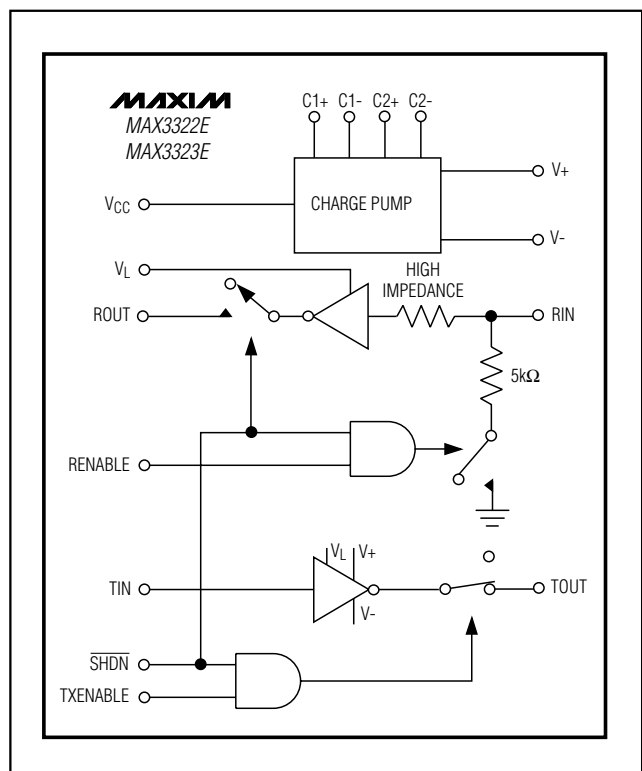 MAXIM
MAX3322E
MAX3323E
C1+ C1- C2+ C2-
VCC
CHARGE PUMP
V+
V-
VL
HIGH
IMPEDANCE
ROUT
RIN
5kΩ
RENABLE
VL V+
TIN
V-
TOUT
SHDN
TXENABLE